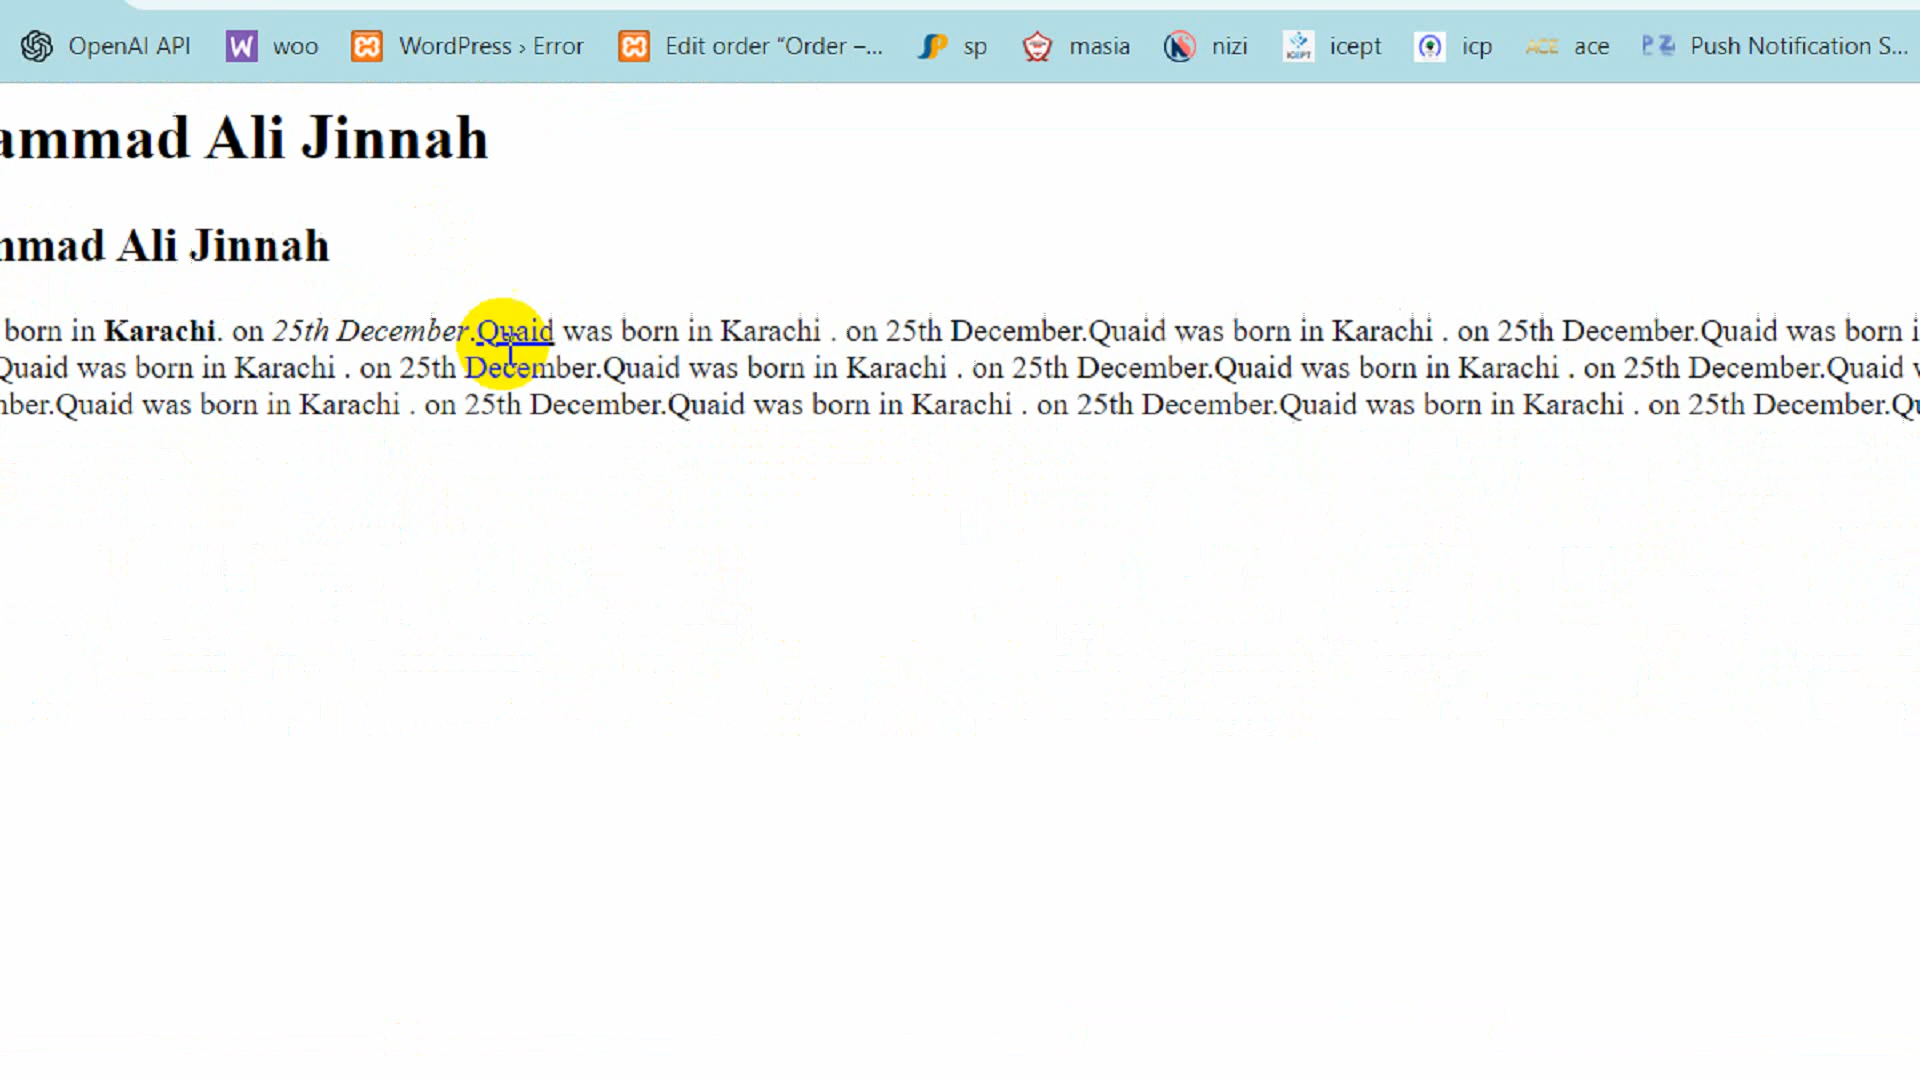 OpenAI API woo WordPress › Error Edit order “Order –... sp masia nizi icept icp ace Push Notification S...
ammad Ali Jinnah
mmad Ali Jinnah
born in Karachi. on 25th December.Quaid was born in Karachi . on 25th December.Quaid was born in Karachi . on 25th December.Quaid was born i
Quaid was born in Karachi . on 25th December.Quaid was born in Karachi . on 25th December.Quaid was born in Karachi . on 25th December.Quaid w
nber.Quaid was born in Karachi . on 25th December.Quaid was born in Karachi . on 25th December.Quaid was born in Karachi . on 25th December.Qu